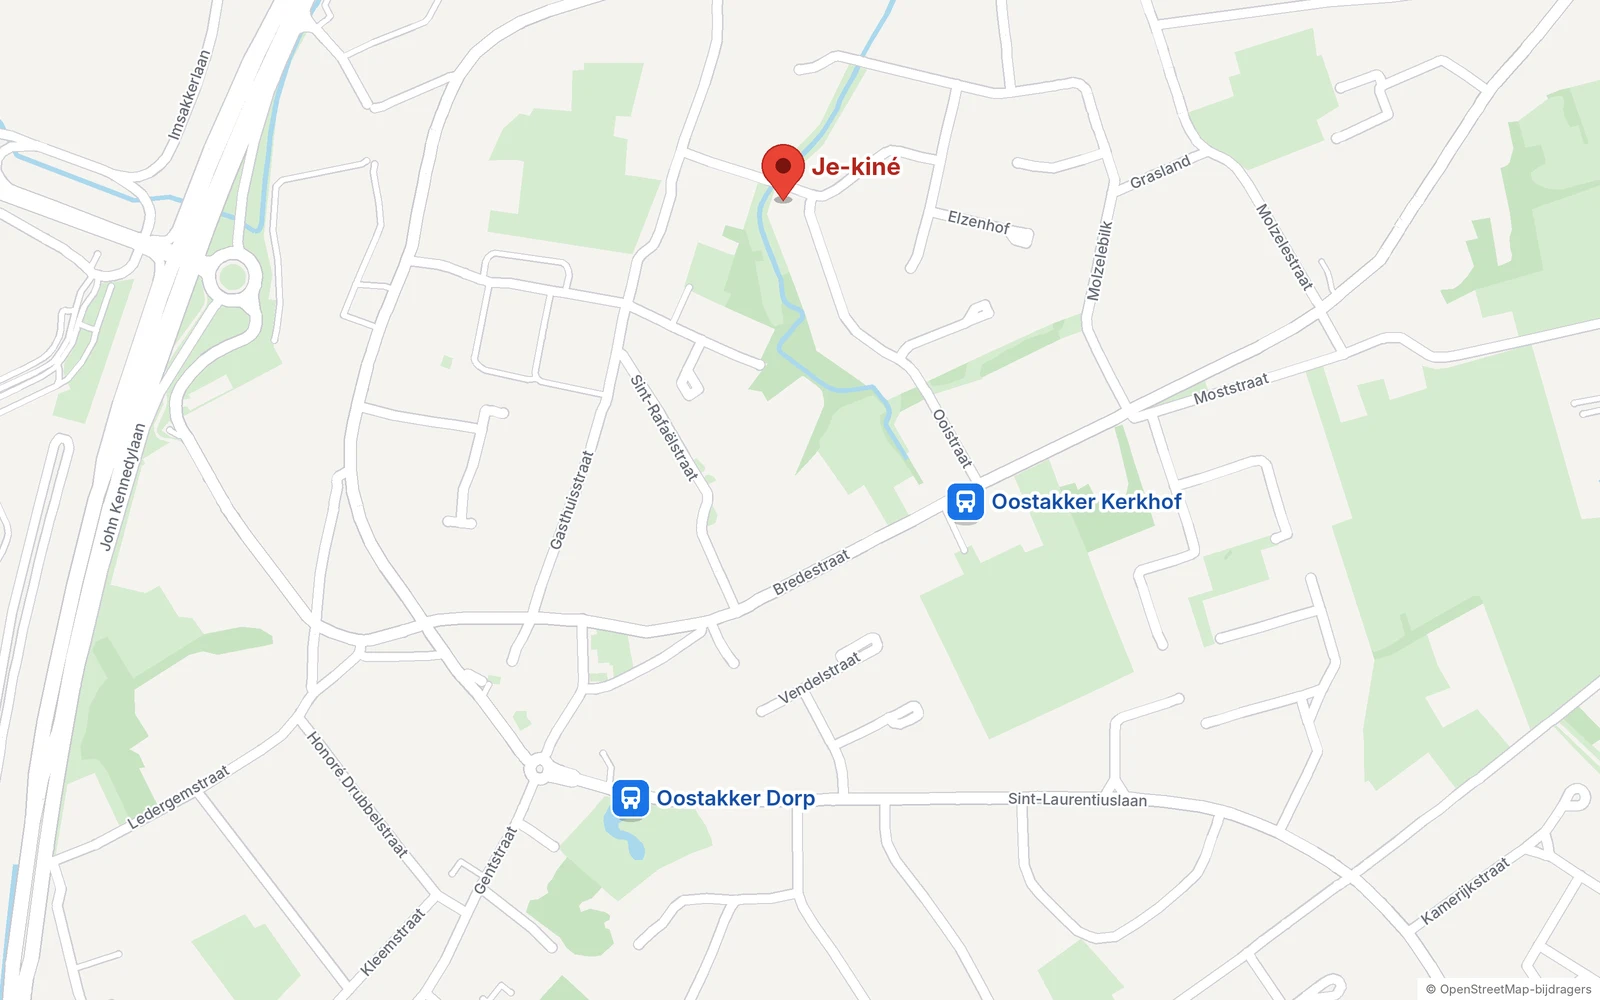 Imsakkerlaan
Je-kiné
Grasland
Elzenhof
Molzelebilk
Molzelestraat
Sint-Rafaëlstraat
Moststraat
Ooistraat
John Kennedylaan
Gasthuisstraat
Oostakker Kerkhof
Bredestraat
Vendelstraat
Honoré Drubbelstraat
Ledergemstraat
Oostakker Dorp
Sint-Laurentiuslaan
Gentstraat
Kamerijkstraat
Kleemstraat
© OpenStreetMap-bijdragers